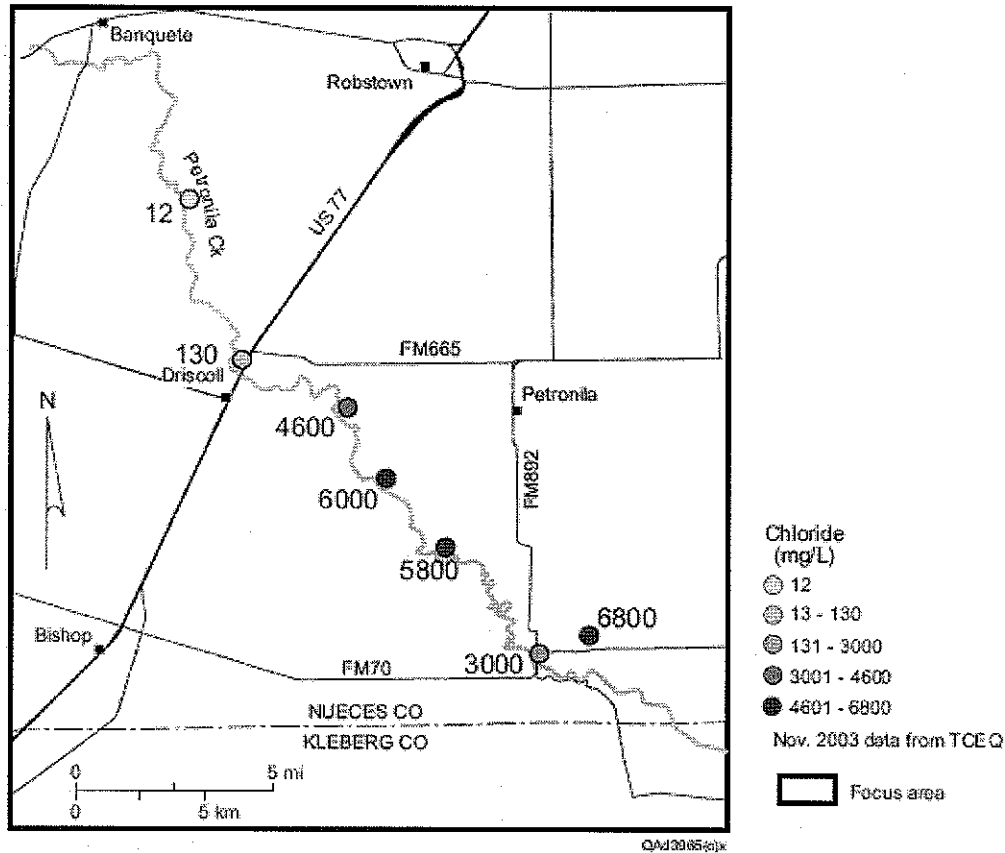 Banquete
Robstown
Petronila Ck
12
US 77
130
FM665
Driscoll
N
4600
Petronila
6000
FM892
5800
Chloride
(mg/L)
12
13 - 130
131 - 3000
3001 - 4600
4601 - 6800
Nov. 2003 data from TCEQ
Focus area
6800
Bishop
3000
FM70
NUECES CO
KLEBERG CO
0 5 mi
0 5 km